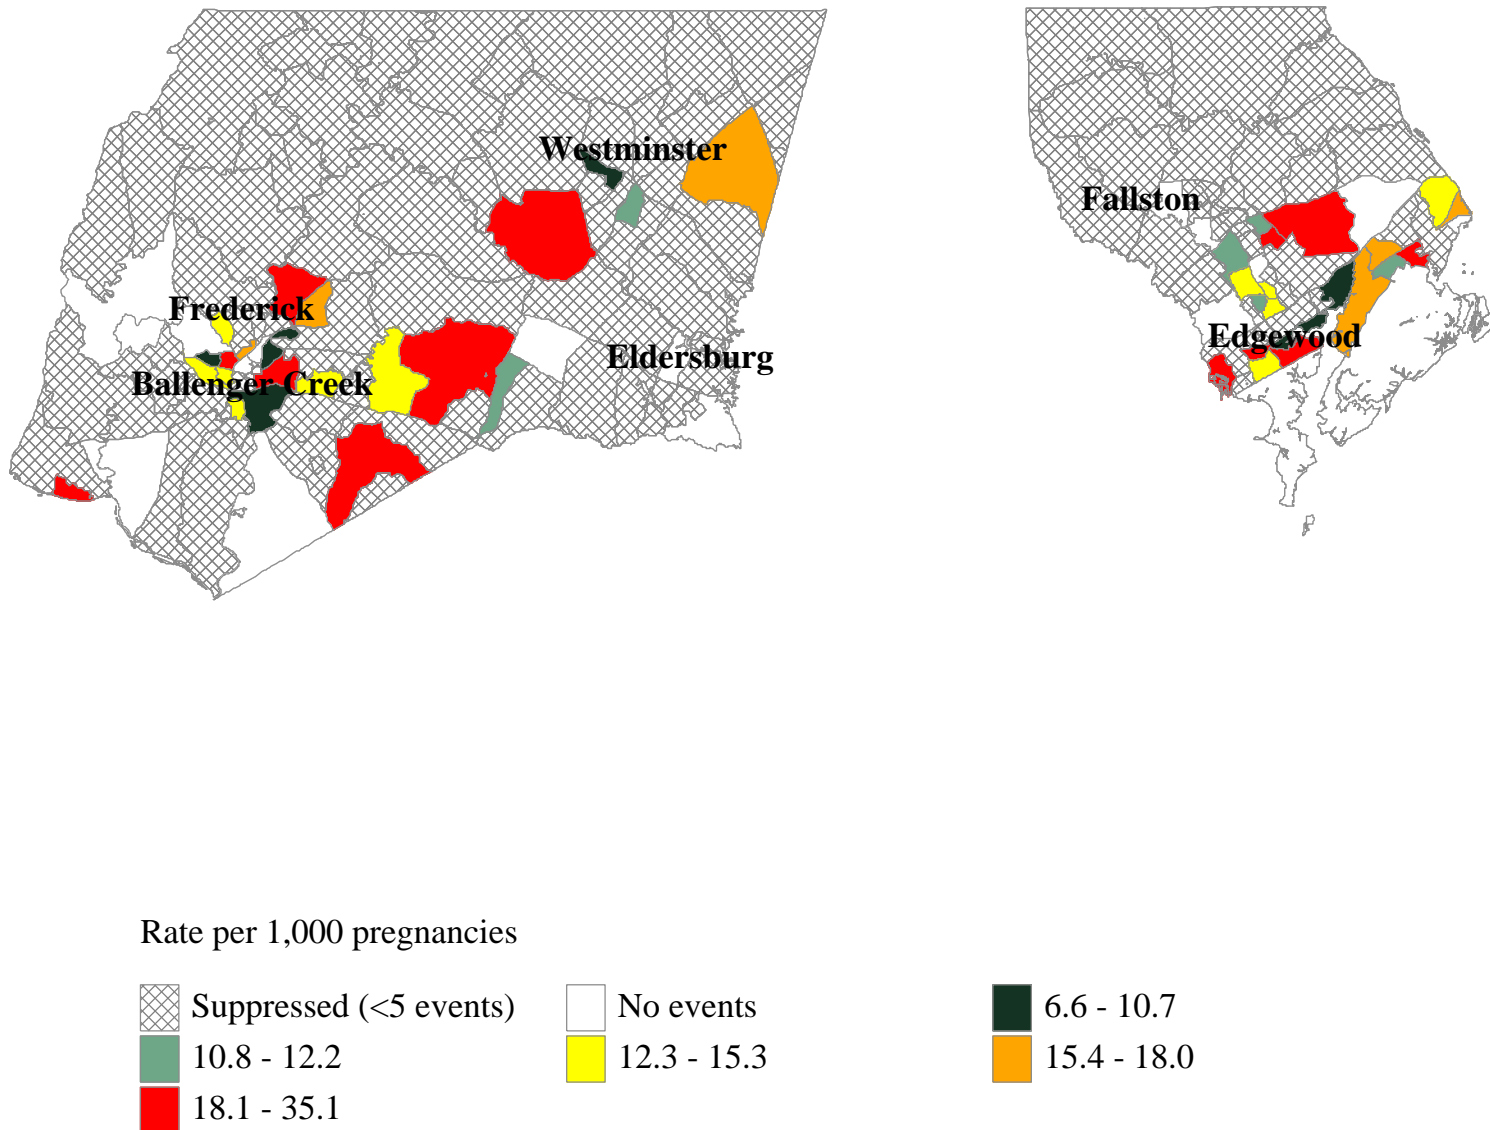 Westminster
Fallston
Frederick
Edgewood
Eldersburg
Ballenger Creek
Rate per 1,000 pregnancies
Suppressed (<5 events) No events 6.6 - 10.7
10.8 - 12.2 12.3 - 15.3 15.4 - 18.0
18.1 - 35.1